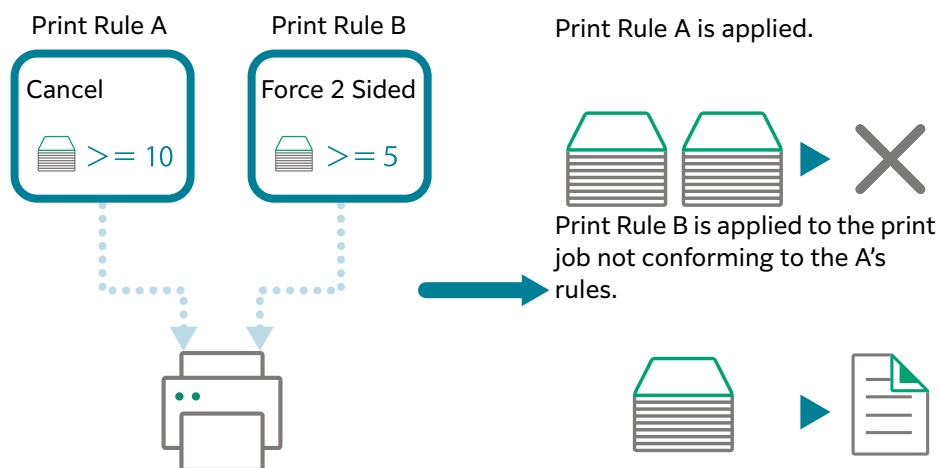 Print Rule A
Print Rule B
Cancel
>= 10
Force 2 Sided
>= 5
Print Rule A is applied.
Print Rule B is applied to the print
job not conforming to the A's
rules.